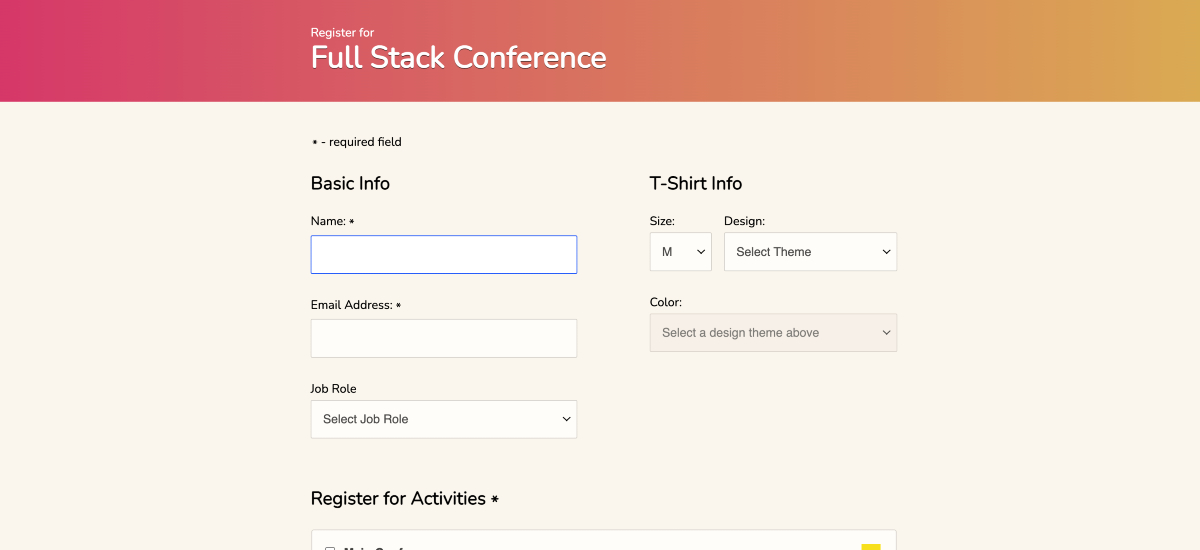 Register for
Full Stack Conference
* - required field
Basic Info
Name: *
Email Address: *
Job Role
Select Job Role
T-Shirt Info
Size:
Design:
M
Select Theme
Color:
Select a design theme above
Register for Activities *